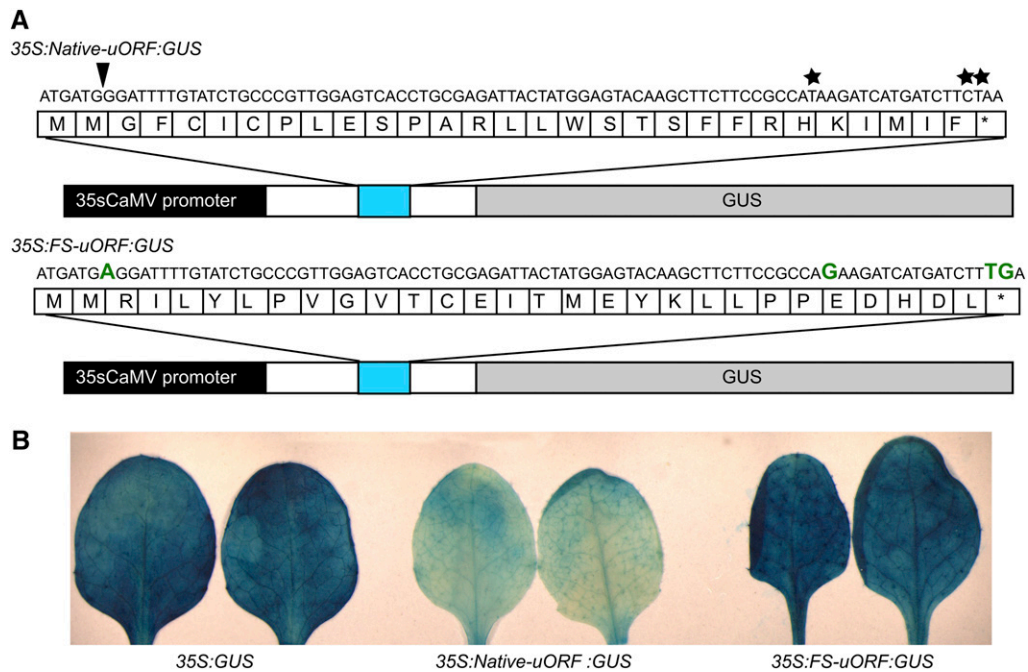 A
35S:Native-uORF:GUS
ATGATGGGATTTTGTATCTGCCCGTTGGAGTCACCTGCGAGATTACTATGGAGTACAAGCTTCTTCCGCCATAAGATCATGATCTTCTAA
M M G F C I C P L E S P A R L L W S T S F F R H K I M I F *
35sCaMV promoter GUS
35S:FS-uORF:GUS
ATGATGAGGATTTTGTATCTGCCCGTTGGAGTCACCTGCGAGATTACTATGGAGTACAAGCTTCTTCCGCCAGAAGATCATGATCTTTGA
M M R I L Y L P V G V T C E I T M E Y K L L P P E D H D L *
35sCaMV promoter GUS
B
35S:GUS 35S:Native-uORF :GUS 35S:FS-uORF:GUS